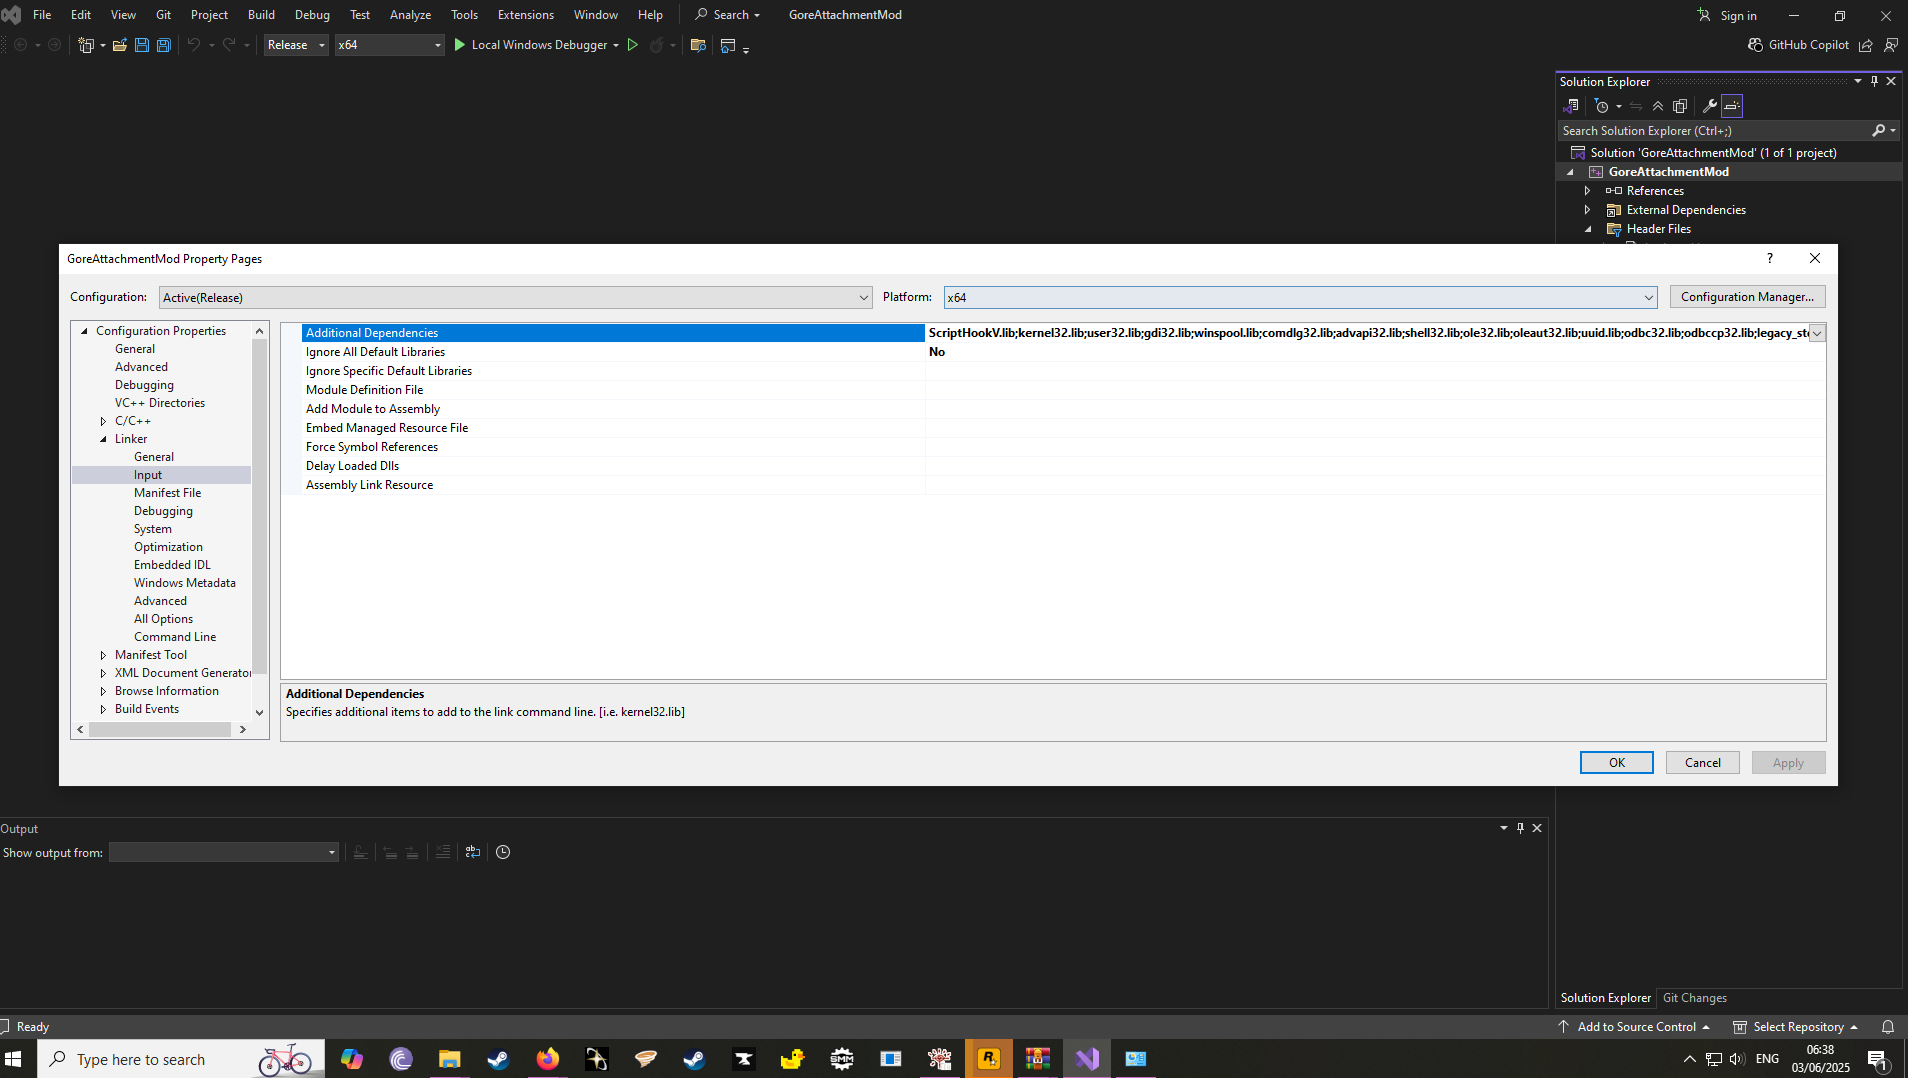 File Edit View Git Project Build Debug Test Analyze Tools Extensions Window Help Search GoreAttachmentMod Sign in
Release x64 Local Windows Debugger GitHub Copilot
Solution Explorer
Search Solution Explorer (Ctrl+;)
Solution 'GoreAttachmentMod' (1 of 1 project)
GoreAttachmentMod
References
External Dependencies
Header Files
GoreAttachmentMod Property Pages ?
Configuration: Active(Release) Platform: x64 Configuration Manager...
Configuration Properties
General
Advanced
Debugging
VC++ Directories
C/C++
Linker
General
Input
Manifest File
Debugging
System
Optimization
Embedded IDL
Windows Metadata
Advanced
All Options
Command Line
Manifest Tool
XML Document Generator
Browse Information
Build Events
Additional Dependencies ScriptHookV.lib;kernel32.lib;user32.lib;gdi32.lib;winspool.lib;comdlg32.lib;advapi32.lib;shell32.lib;ole32.lib;oleaut32.lib;uuid.lib;odbc32.lib;odbccp32.lib;legacy_st
Ignore All Default Libraries No
Ignore Specific Default Libraries
Module Definition File
Add Module to Assembly
Embed Managed Resource File
Force Symbol References
Delay Loaded Dlls
Assembly Link Resource
Additional Dependencies
Specifies additional items to add to the link command line. [i.e. kernel32.lib]
OK Cancel Apply
Output
Show output from:
Solution Explorer Git Changes
Ready Add to Source Control Select Repository
Type here to search SMM R ENG 06:38
03/06/2025 1